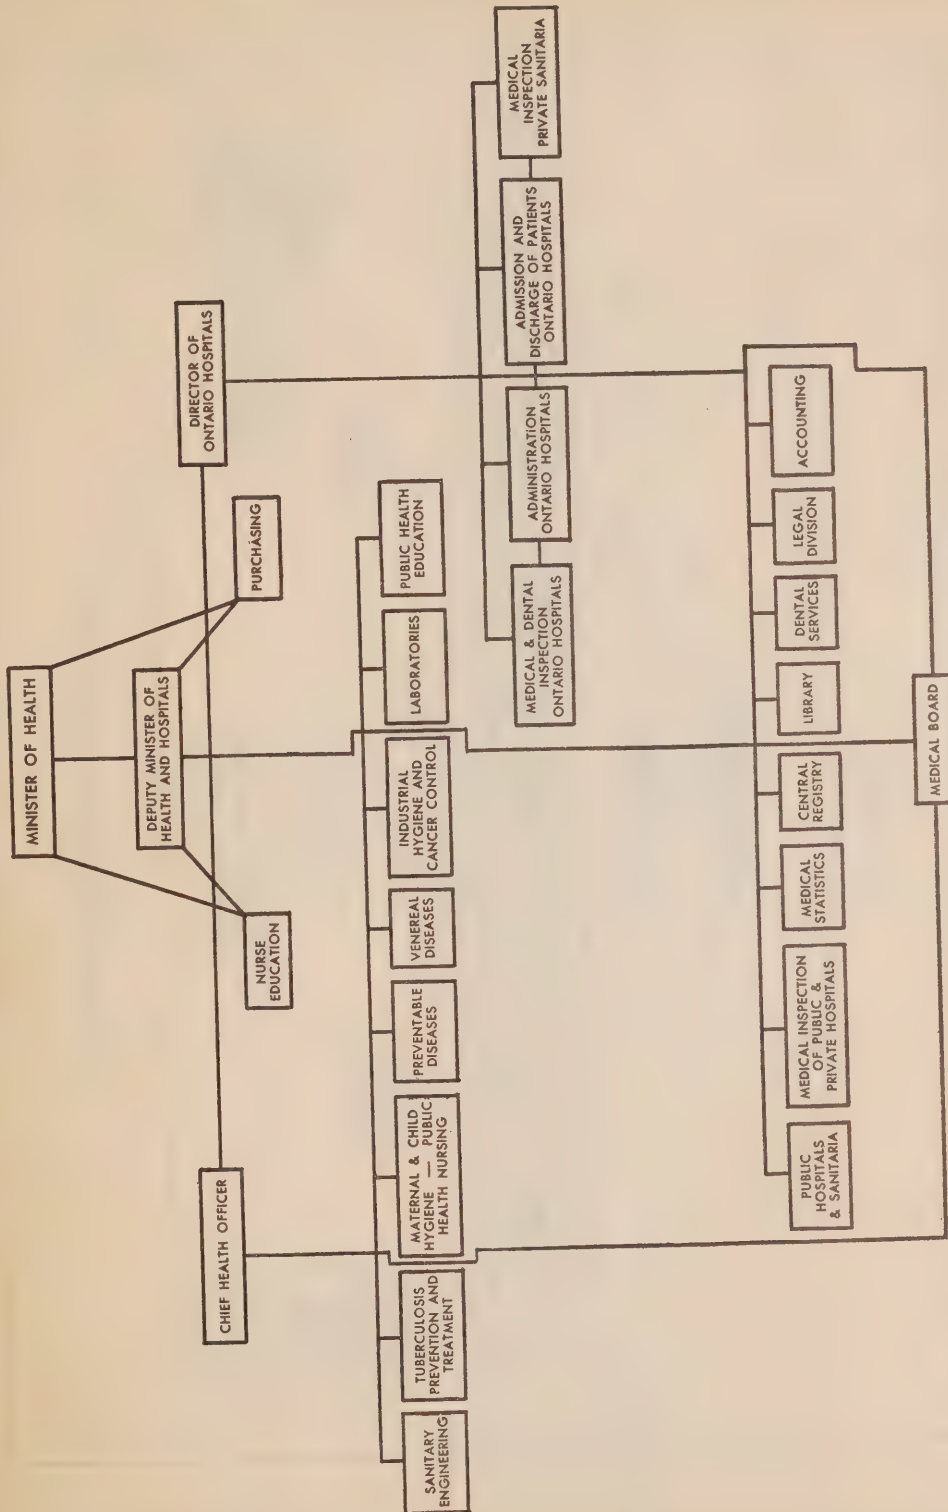 MINISTER OF HEALTH
DEPUTY MINISTER OF
HEALTH AND HOSPITALS
CHIEF HEALTH OFFICER
DIRECTOR OF
ONTARIO HOSPITALS
NURSE
EDUCATION
PURCHASING
SANITARY
ENGINEERING
TUBERCULOSIS
PREVENTION AND
TREATMENT
MATERNAL & CHILD
HYGIENE — PUBLIC
HEALTH NURSING
PREVENTABLE
DISEASES
VENEREAL
DISEASES
INDUSTRIAL
HYGIENE AND
CANCER CONTROL
LABORATORIES
PUBLIC HEALTH
EDUCATION
MEDICAL & DENTAL
INSPECTION
ONTARIO HOSPITALS
ADMINISTRATION
ONTARIO HOSPITALS
ADMISSION AND
DISCHARGE OF PATIENTS
ONTARIO HOSPITALS
MEDICAL
INSPECTION
PRIVATE SANITARIA
PUBLIC
HOSPITALS
& SANITARIA
MEDICAL INSPECTION
OF PUBLIC &
PRIVATE HOSPITALS
MEDICAL
STATISTICS
CENTRAL
REGISTRY
LIBRARY
DENTAL
SERVICES
LEGAL
DIVISION
ACCOUNTING
MEDICAL BOARD